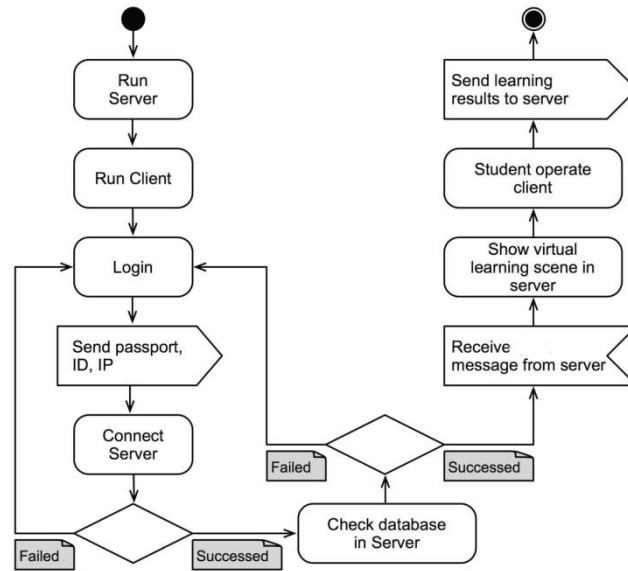 Run
Server
Run Client
Login
Send passport,
ID, IP
Connect
Server
Failed
Successed
Check database
in Server
Failed
Successed
Receive
message from server
Show virtual
learning scene in
server
Student operate
client
Send learning
results to server